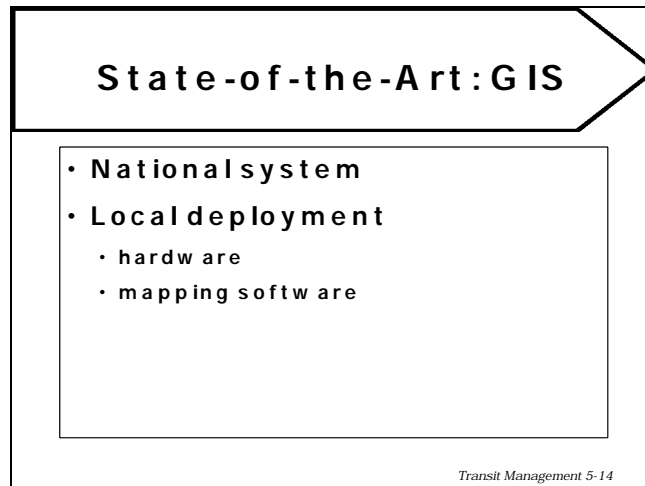 State-of-the-Art: GIS
• National system
• Local deployment
• hardware
• mapping software
Transit Management 5-14